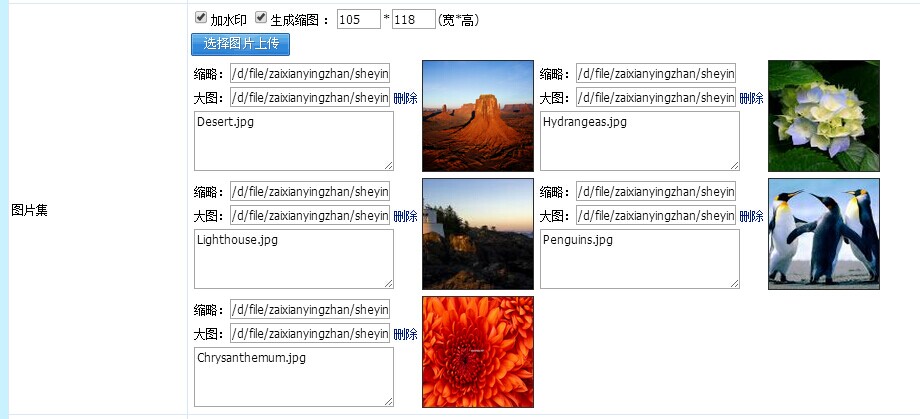 加水印 生成缩图： 105 * 118 (宽*高)
选择图片上传
缩略： /d/file/zaixianyingzhan/sheyin
大图： /d/file/zaixianyingzhan/sheyin 删除
Desert.jpg
缩略： /d/file/zaixianyingzhan/sheyin
大图： /d/file/zaixianyingzhan/sheyin 删除
Hydrangeas.jpg
图片集
缩略： /d/file/zaixianyingzhan/sheyin
大图： /d/file/zaixianyingzhan/sheyin 删除
Lighthouse.jpg
缩略： /d/file/zaixianyingzhan/sheyin
大图： /d/file/zaixianyingzhan/sheyin 删除
Penguins.jpg
缩略： /d/file/zaixianyingzhan/sheyin
大图： /d/file/zaixianyingzhan/sheyin 删除
Chrysanthemum.jpg